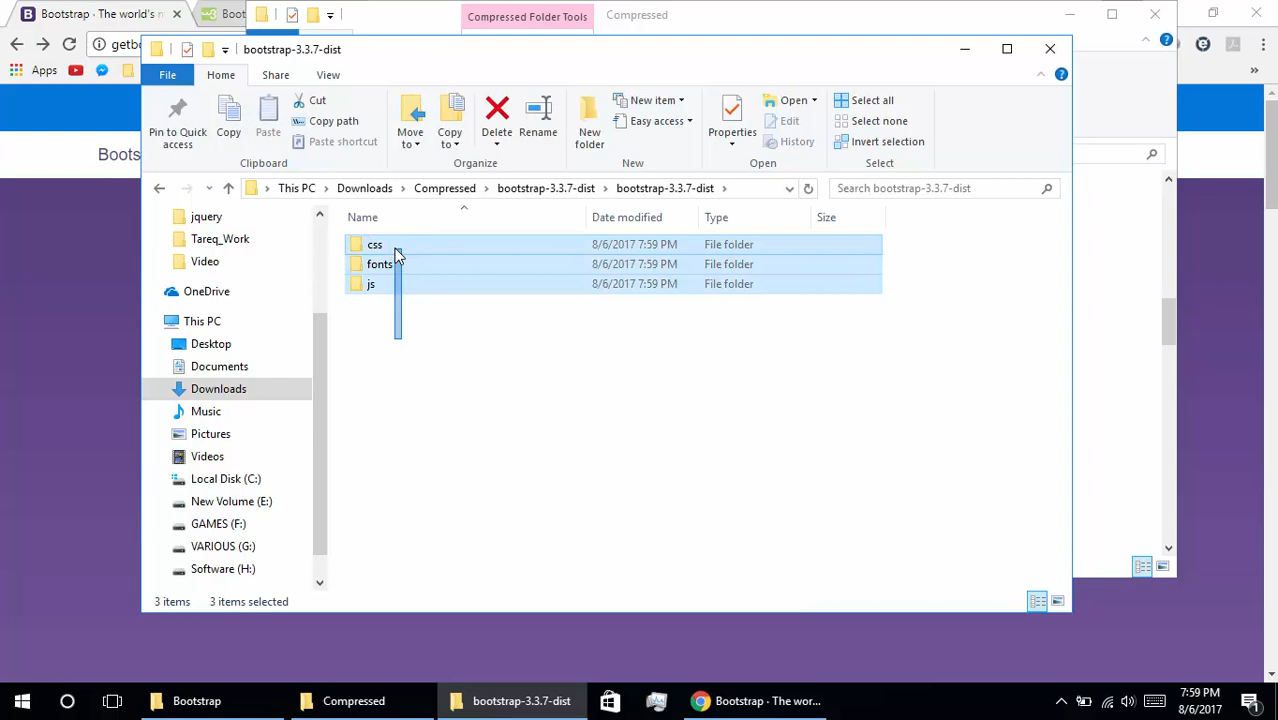 Bootstrap · The world's m
Boot
Compressed Folder Tools
Compressed
getbo
Apps
Boots
bootstrap-3.3.7-dist
File
Home
Share
View
Pin to Quick access
Copy
Paste
Cut
Copy path
Paste shortcut
Clipboard
Move to
Copy to
Delete
Rename
Organize
New folder
New item
Easy access
New
Properties
Open
Edit
History
Open
Select all
Select none
Invert selection
Select
This PC
Downloads
Compressed
bootstrap-3.3.7-dist
bootstrap-3.3.7-dist
Search bootstrap-3.3.7-dist
Name
Date modified
Type
Size
css 8/6/2017 7:59 PM File folder
fonts 8/6/2017 7:59 PM File folder
js 8/6/2017 7:59 PM File folder
jquery
Tareq_Work
Video
OneDrive
This PC
Desktop
Documents
Downloads
Music
Pictures
Videos
Local Disk (C:)
New Volume (E:)
GAMES (F:)
VARIOUS (G:)
Software (H:)
3 items 3 items selected
Bootstrap
Compressed
bootstrap-3.3.7-dist
Bootstrap · The wor...
7:59 PM
8/6/2017
1